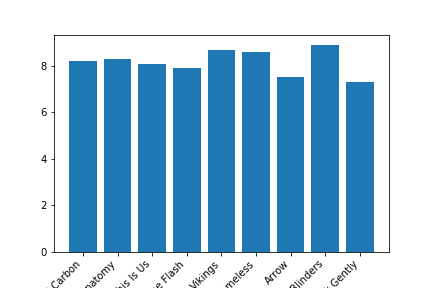 8
6
4
2
0
Carbon
natomy
his Is Us
e Flash
Vikings
meless
Arrow
Blinders
Gently